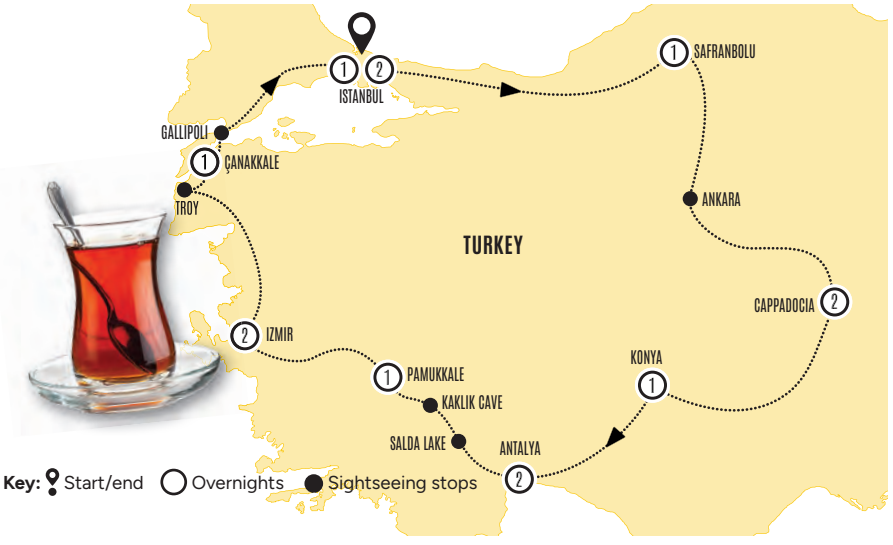 1
2
ISTANBUL
1
SAFRANBOLU
GALLIPOLI
1
ÇANAKKALE
TROY
ANKARA
TURKEY
2
CAPPADOCIA
2
IZMIR
KONYA
1
1
PAMUKKALE
KAKLIK CAVE
SALDA LAKE
ANTALYA
2
Key: Start/end Overnights Sightseeing stops